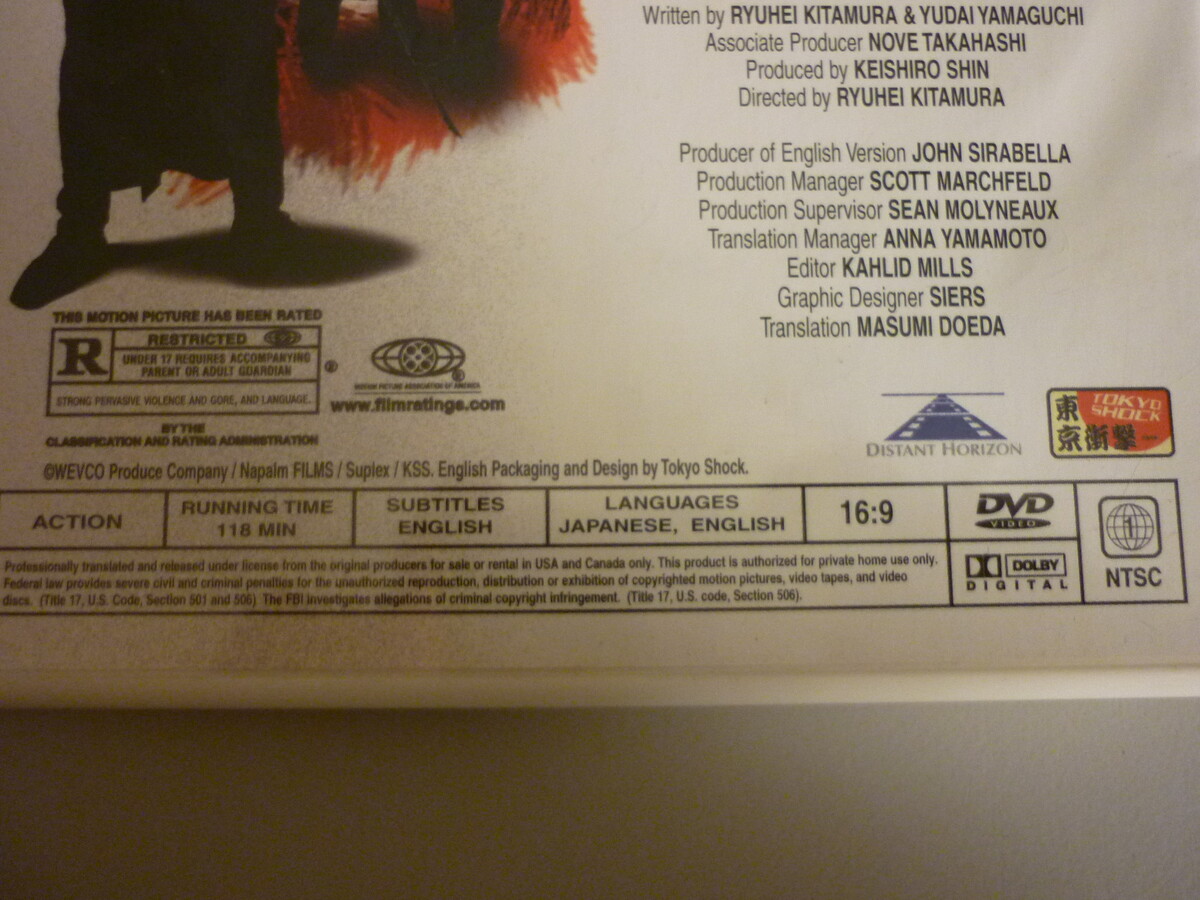 Written by RYUHEI KITAMURA & YUDAI YAMAGUCHI
Associate Producer NOVE TAKAHASHI
Produced by KEISHIRO SHIN
Directed by RYUHEI KITAMURA
Producer of English Version JOHN SIRABELLA
Production Manager SCOTT MARCHFELD
Production Supervisor SEAN MOLYNEAUX
Translation Manager ANNA YAMAMOTO
Editor KAHLID MILLS
Graphic Designer SIERS
Translation MASUMI DOEDA
THIS MOTION PICTURE HAS BEEN RATED
R
RESTRICTED
UNDER 17 REQUIRES ACCOMPANYING
PARENT OR ADULT GUARDIAN
®
STRONG PERVASIVE VIOLENCE AND GORE, AND LANGUAGE.
BY THE
CLASSIFICATION AND RATING ADMINISTRATION
®
MOTION PICTURE ASSOCIATION OF AMERICA
www.filmratings.com
DISTANT HORIZON
TOKYO
SHOCK
東
京衝撃
©WEVCO Produce Company / Napalm FILMS / Suplex / KSS. English Packaging and Design by Tokyo Shock.
ACTION
RUNNING TIME
118 MIN
SUBTITLES
ENGLISH
LANGUAGES
JAPANESE, ENGLISH
16:9
DVD
VIDEO
DOLBY
DIGITAL
1
NTSC
Professionally translated and released under license from the original producers for sale or rental in USA and Canada only. This product is authorized for private home use only.
Federal law provides severe civil and criminal penalties for the unauthorized reproduction, distribution or exhibition of copyrighted motion pictures, video tapes, and video
discs. (Title 17, U.S. Code, Section 501 and 506) The FBI investigates allegations of criminal copyright infringement. (Title 17, U.S. code, Section 506).